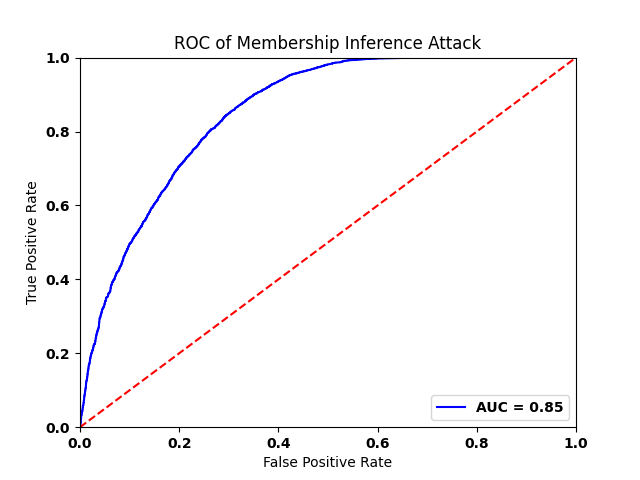 ROC of Membership Inference Attack
1.0
0.8
0.6
0.4
0.2
0.0
True Positive Rate
AUC = 0.85
0.0 0.2 0.4 0.6 0.8 1.0
False Positive Rate